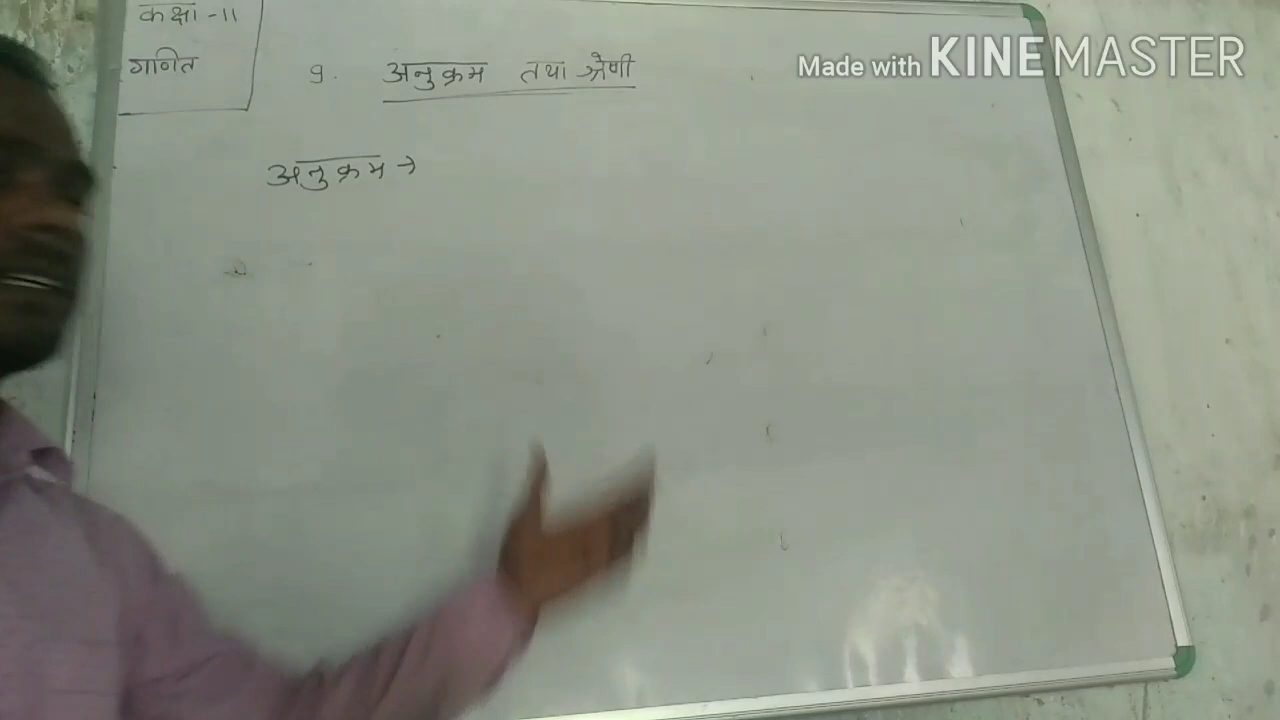 कक्षा -11
गणित
9. अनुक्रम तथा श्रेणी
अनुक्रम →
Made with KINEMASTER